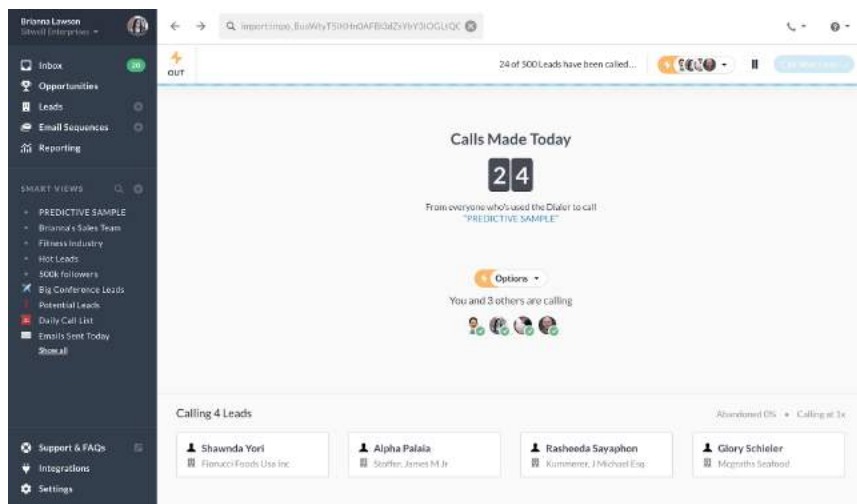 Brianna Lawson
Sitwell Enterprises
Inbox
20
Opportunities
Leads
Email Sequences
Reporting
SMART VIEWS
PREDICTIVE SAMPLE
Brianna's Sales Team
Fitness Industry
Hot Leads
500k followers
Big Conference Leads
Potential Leads
Daily Call List
Emails Sent Today
Show all
Support & FAQs
Integrations
Settings
OUT
24 of 500 Leads have been called...
Calls Made Today
24
From everyone who's used the Dialer to call
"PREDICTIVE SAMPLE"
Options
You and 3 others are calling
Calling 4 Leads
Abandoned 0% • Calling at 1x
Shawnda Yori
Fiorucci Foods Usa Inc
Alpha Palaia
Stoffer, James M Jr
Rasheeda Sayaphon
Kummerer, J Michael Esq
Glory Schieler
Mcgraths Seafood